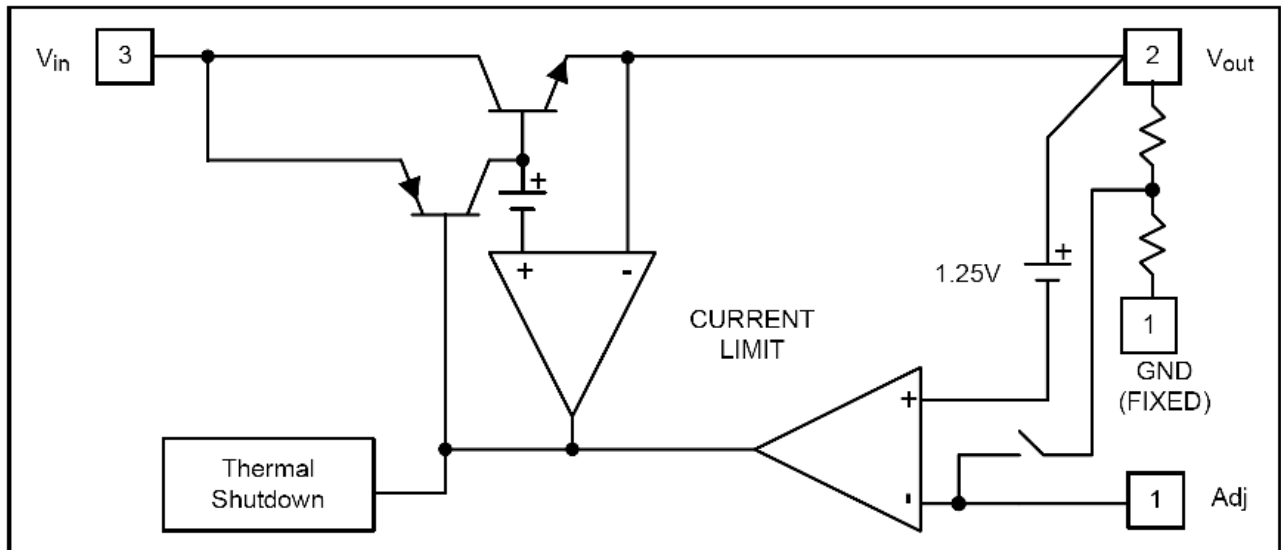 Vin
3
2
Vout
+
+
-
1.25V
+
CURRENT
LIMIT
1
GND
(FIXED)
+
Thermal
Shutdown
-
1
Adj